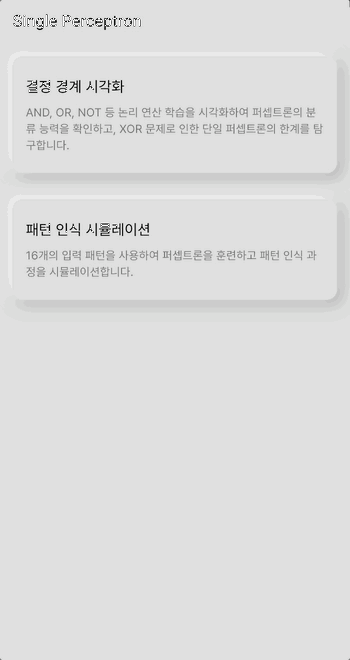 Single Perceptron
결정 경계 시각화
AND, OR, NOT 등 논리 연산 학습을 시각화하여 퍼셉트론의 분
류 능력을 확인하고, XOR 문제로 인한 단일 퍼셉트론의 한계를 탐
구합니다.
패턴 인식 시뮬레이션
16개의 입력 패턴을 사용하여 퍼셉트론을 훈련하고 패턴 인식 과
정을 시뮬레이션합니다.